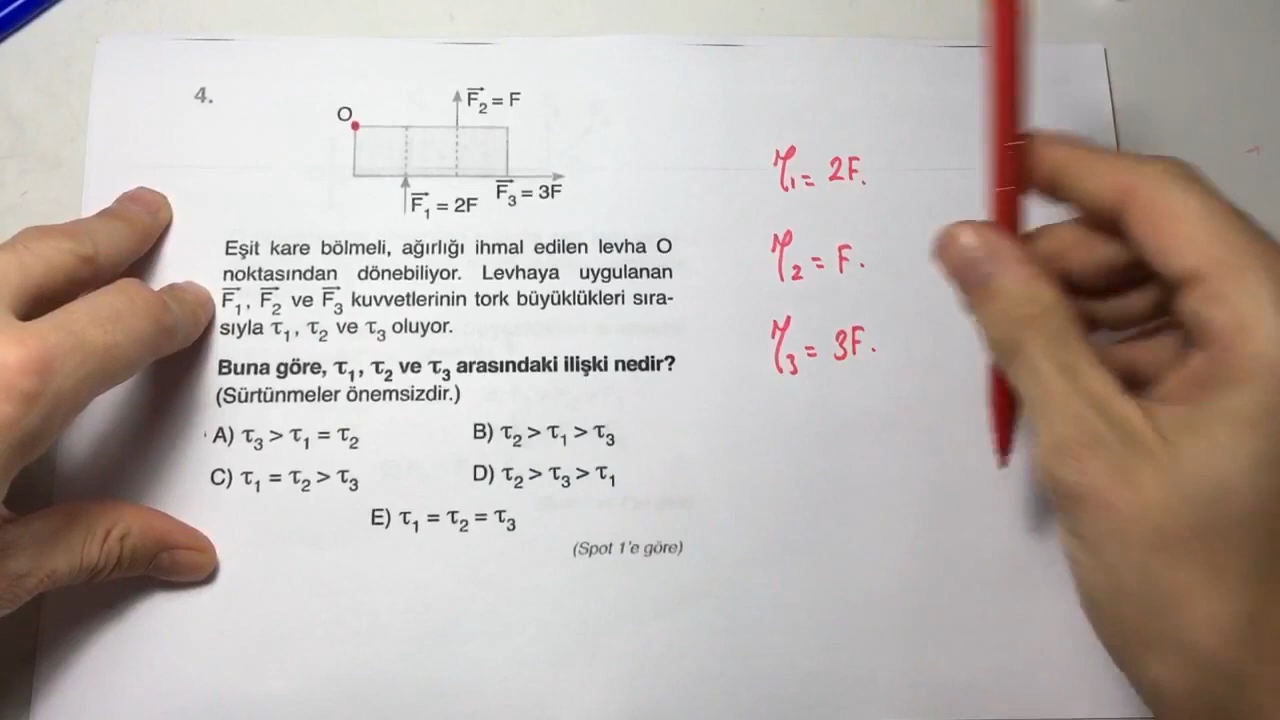 4.
O
F₂ = F
F₁ = 2F
F₃ = 3F
Eşit kare bölmeli, ağırlığı ihmal edilen levha O
noktasından dönebiliyor. Levhaya uygulanan
F₁, F₂ ve F₃ kuvvetlerinin tork büyüklükleri sıra-
sıyla τ₁, τ₂ ve τ₃ oluyor.
Buna göre, τ₁, τ₂ ve τ₃ arasındaki ilişki nedir?
(Sürtünmeler önemsizdir.)
A) τ₃ > τ₁ = τ₂
B) τ₂ > τ₁ > τ₃
C) τ₁ = τ₂ > τ₃
D) τ₂ > τ₃ > τ₁
E) τ₁ = τ₂ = τ₃
(Spot 1'e göre)
τ₁ = 2F.
τ₂ = F.
τ₃ = 3F.